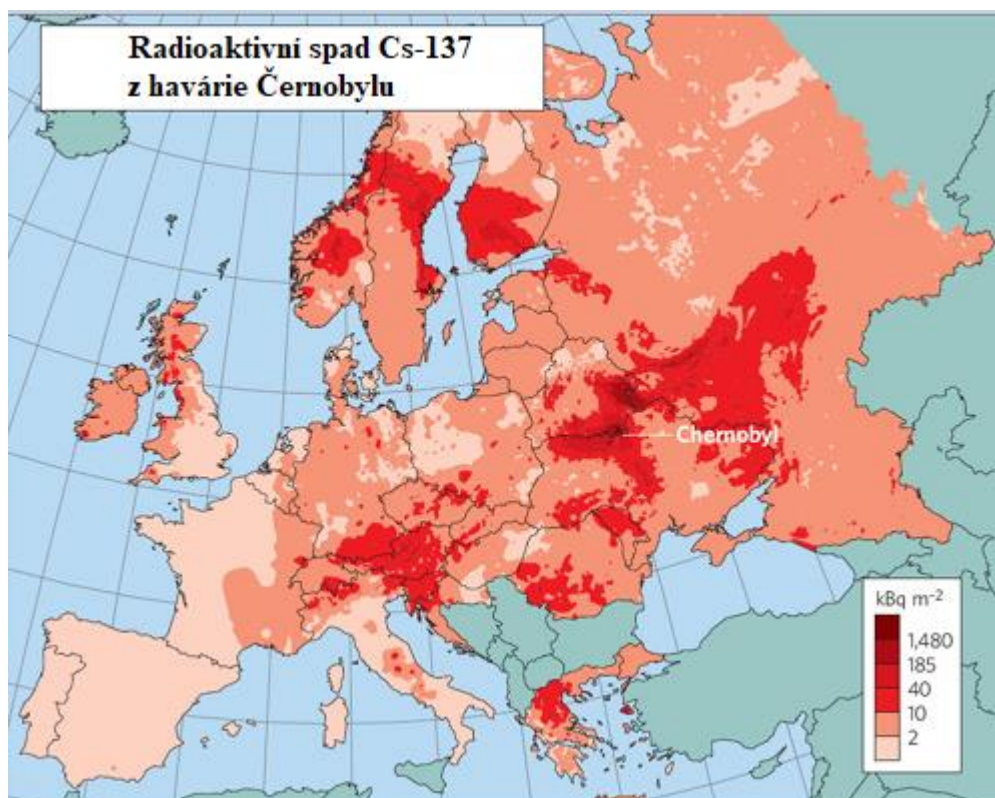 Radioaktivní spad Cs-137
z havárie Černobylu
Chernobyl
kBq m⁻²
1,480
185
40
10
2